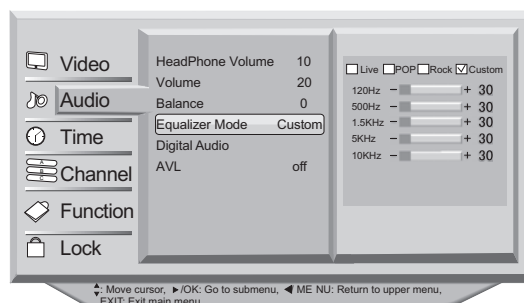 Video
Audio
Time
Channel
Function
Lock
HeadPhone Volume 10
Volume 20
Balance 0
Equalizer Mode Custom
Digital Audio
AVL off
Live POP Rock Custom
120Hz − + 30
500Hz − + 30
1.5KHz − + 30
5KHz − + 30
10KHz − + 30
A
B
C
: Move cursor, ►/OK: Go to submenu, ◄ ME NU: Return to upper menu,
EXIT: Exit main menu